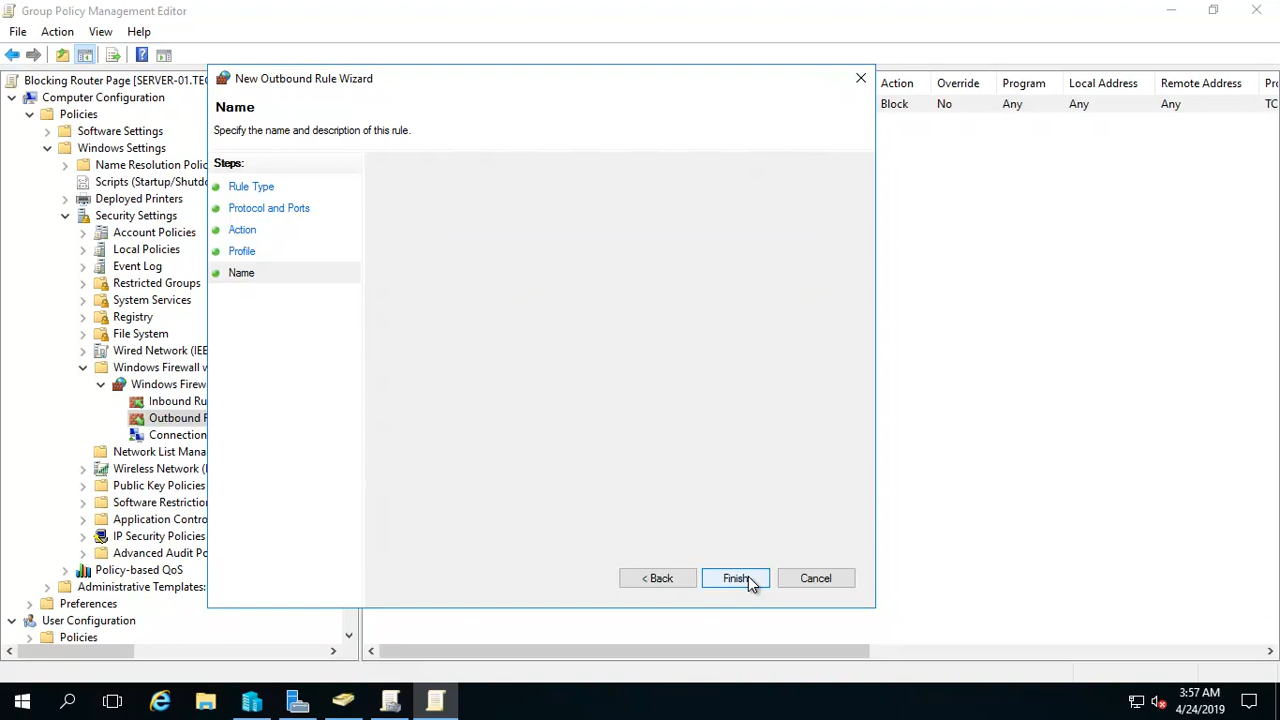 Group Policy Management Editor
File Action View Help
Blocking Router Page [SERVER-01.TEC
Computer Configuration
Policies
Software Settings
Windows Settings
Name Resolution Polic
Scripts (Startup/Shutdo
Deployed Printers
Security Settings
Account Policies
Local Policies
Event Log
Restricted Groups
System Services
Registry
File System
Wired Network (IEE
Windows Firewall w
Windows Firew
Inbound Ru
Outbound R
Connection
Network List Mana
Wireless Network (I
Public Key Policies
Software Restriction
Application Contro
IP Security Policies
Advanced Audit Po
Policy-based QoS
Administrative Templates:
Preferences
User Configuration
Policies
New Outbound Rule Wizard
Name
Specify the name and description of this rule.
Steps:
Rule Type
Protocol and Ports
Action
Profile
Name
< Back Finish Cancel
Action Override Program Local Address Remote Address Pro
Block No Any Any Any TC
3:57 AM
4/24/2019